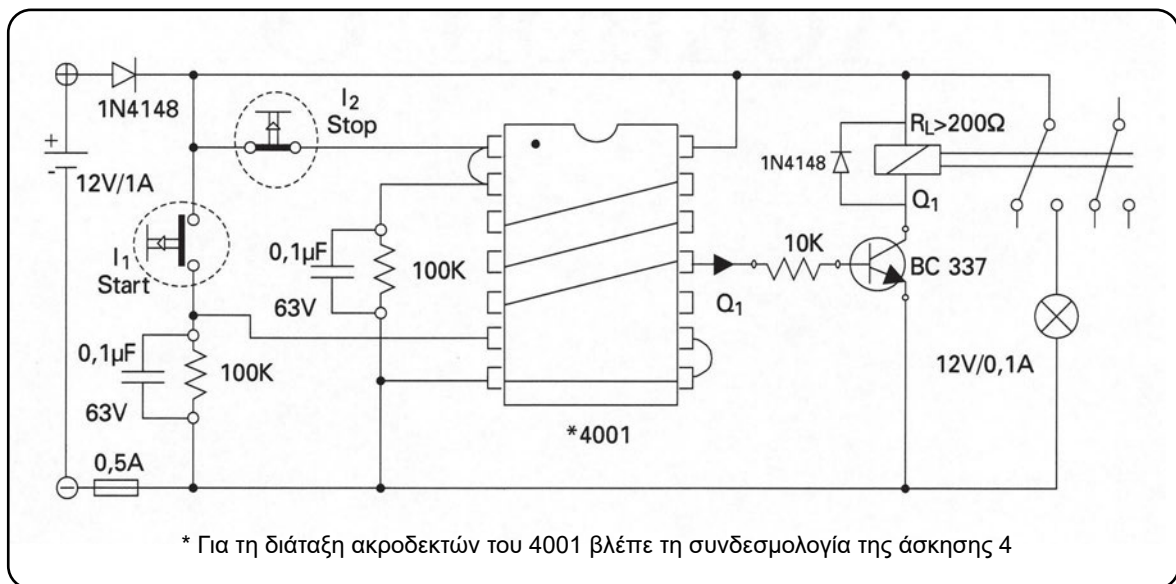 1N4148
I2
Stop
+
-
12V/1A
I1
Start
0,1µF
63V
100K
0,1µF
63V
100K
0,5A
*4001
RL>200Ω
1N4148
Q1
10K
BC 337
Q1
12V/0,1A
* Για τη διάταξη ακροδεκτών του 4001 βλέπε τη συνδεσμολογία της άσκησης 4